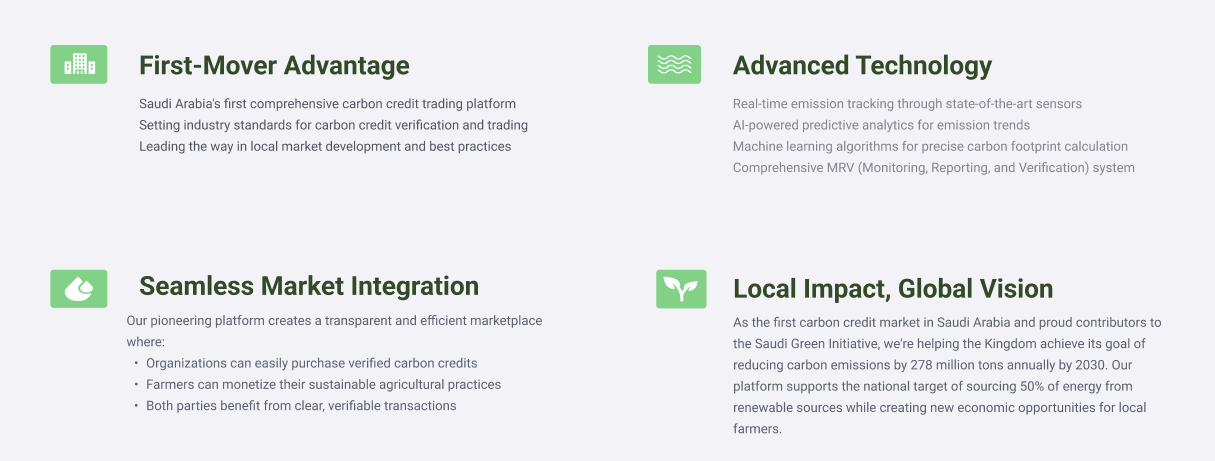 First-Mover Advantage
Saudi Arabia's first comprehensive carbon credit trading platform
Setting industry standards for carbon credit verification and trading
Leading the way in local market development and best practices
Advanced Technology
Real-time emission tracking through state-of-the-art sensors
AI-powered predictive analytics for emission trends
Machine learning algorithms for precise carbon footprint calculation
Comprehensive MRV (Monitoring, Reporting, and Verification) system
Seamless Market Integration
Our pioneering platform creates a transparent and efficient marketplace
where:
• Organizations can easily purchase verified carbon credits
• Farmers can monetize their sustainable agricultural practices
• Both parties benefit from clear, verifiable transactions
Local Impact, Global Vision
As the first carbon credit market in Saudi Arabia and proud contributors to
the Saudi Green Initiative, we're helping the Kingdom achieve its goal of
reducing carbon emissions by 278 million tons annually by 2030. Our
platform supports the national target of sourcing 50% of energy from
renewable sources while creating new economic opportunities for local
farmers.